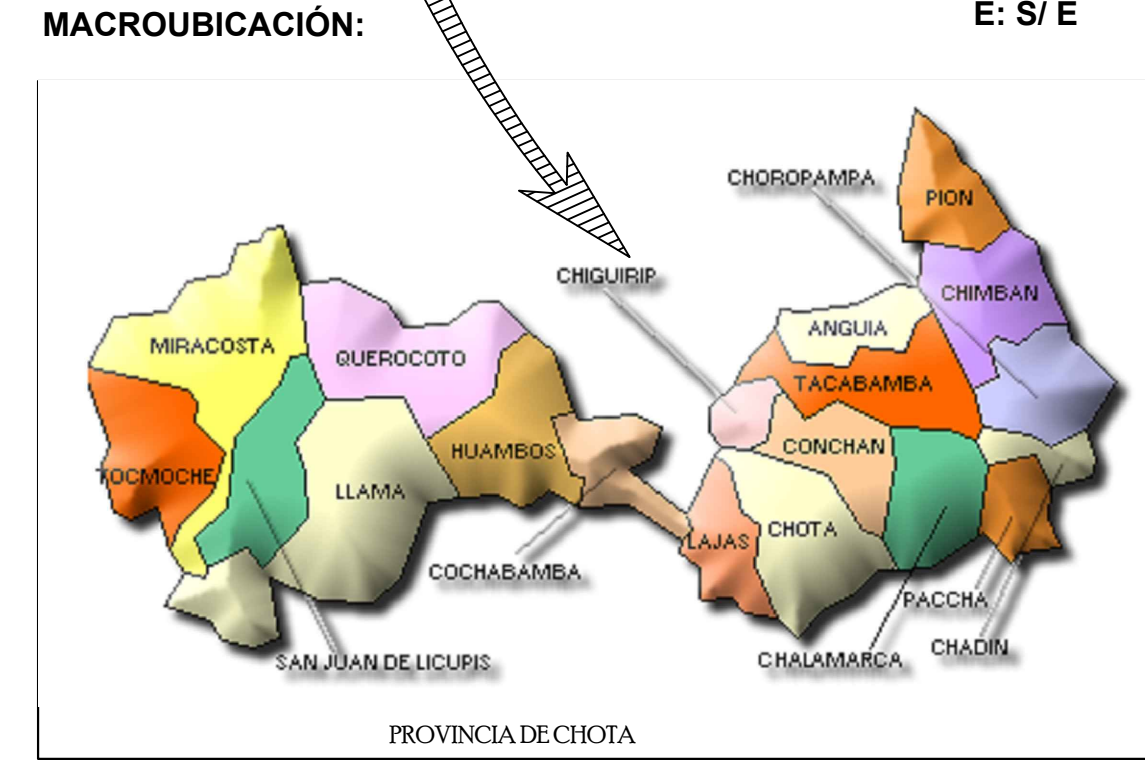 MACROUBICACIÓN:
E: S/ E
CHOROPAMPA
PION
CHIGUIRIP
CHIMBAN
ANGUIA
MIRACOSTA
QUEROCOTO
TACABAMBA
HUAMBOS
CONCHAN
TOCMOCHE
LLAMA
CHOTA
LAJAS
COCHABAMBA
PACCHA
CHADIN
SAN JUAN DE LICUPIS
CHALAMARCA
PROVINCIA DE CHOTA